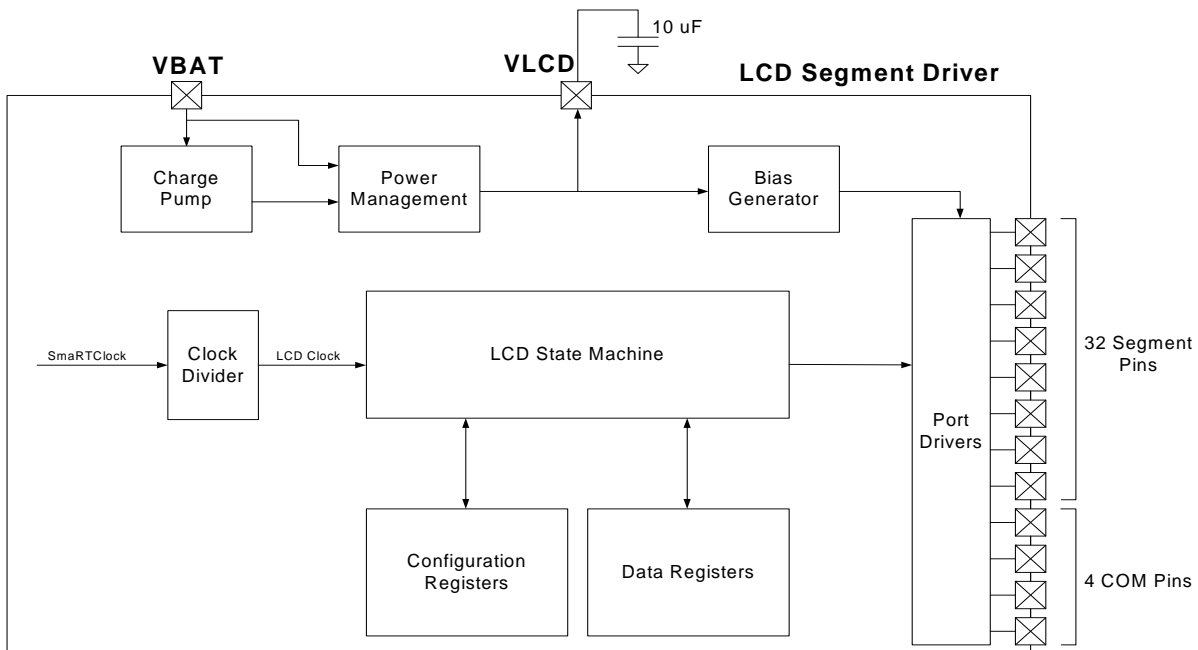 10 uF
VBAT
VLCD
LCD Segment Driver
Charge
Pump
Power
Management
Bias
Generator
SmaRTClock
Clock
Divider
LCD Clock
LCD State Machine
Port
Drivers
32 Segment
Pins
Configuration
Registers
Data Registers
4 COM Pins